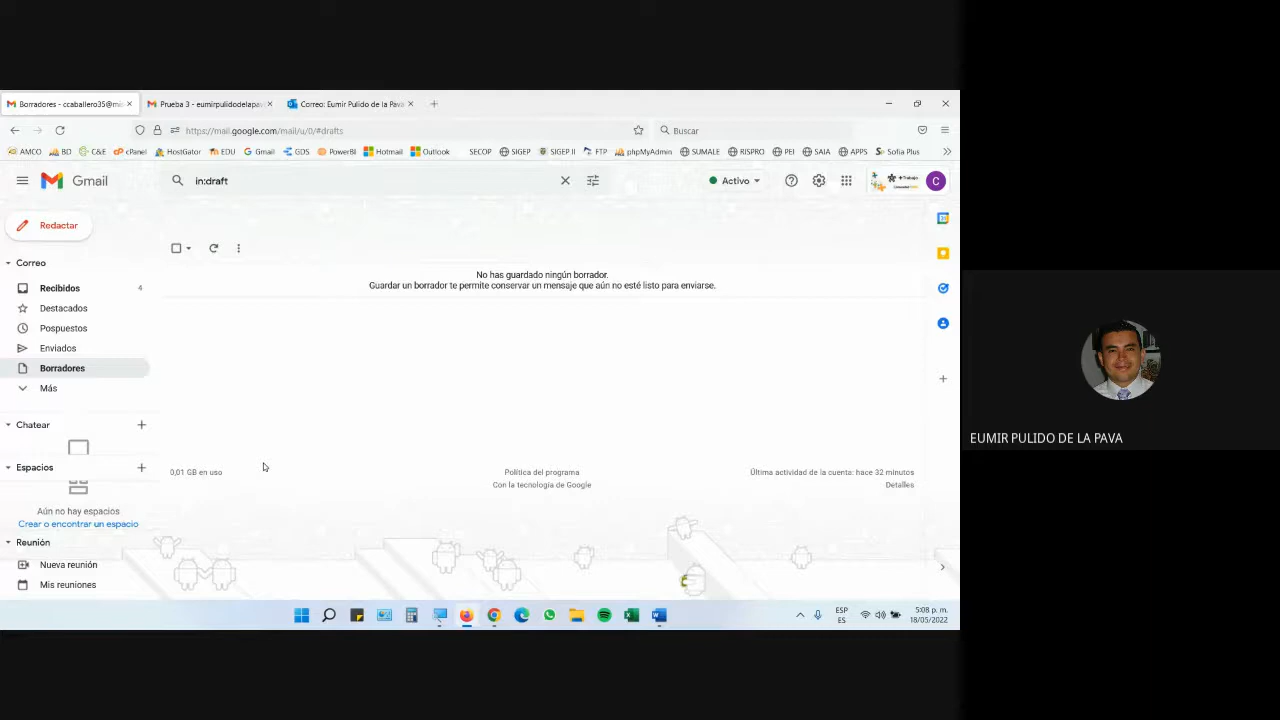 Borradores - ccaballero35@mis
Prueba 3 - eumirpulidodelapava
Correo: Eumir Pulido de la Pava
https://mail.google.com/mail/u/0/#drafts
Buscar
AMCO BD C&E cPanel HostGator EDU Gmail GDS PowerBI Hotmail Outlook SECOP SIGEP SIGEP II FTP phpMyAdmin SUMALE RISPRO PEI SAIA APPS Sofia Plus
Gmail
in:draft
Activo
+Trabajo
C
Redactar
Correo
Recibidos 4
Destacados
Pospuestos
Enviados
Borradores
Más
Chatear
Espacios
Aún no hay espacios
Crear o encontrar un espacio
Reunión
Nueva reunión
Mis reuniones
No has guardado ningún borrador.
Guardar un borrador te permite conservar un mensaje que aún no esté listo para enviarse.
0,01 GB en uso
Política del programa
Con la tecnología de Google
Última actividad de la cuenta: hace 32 minutos
Detalles
ESP
ES
5:08 p. m.
18/05/2022
EUMIR PULIDO DE LA PAVA